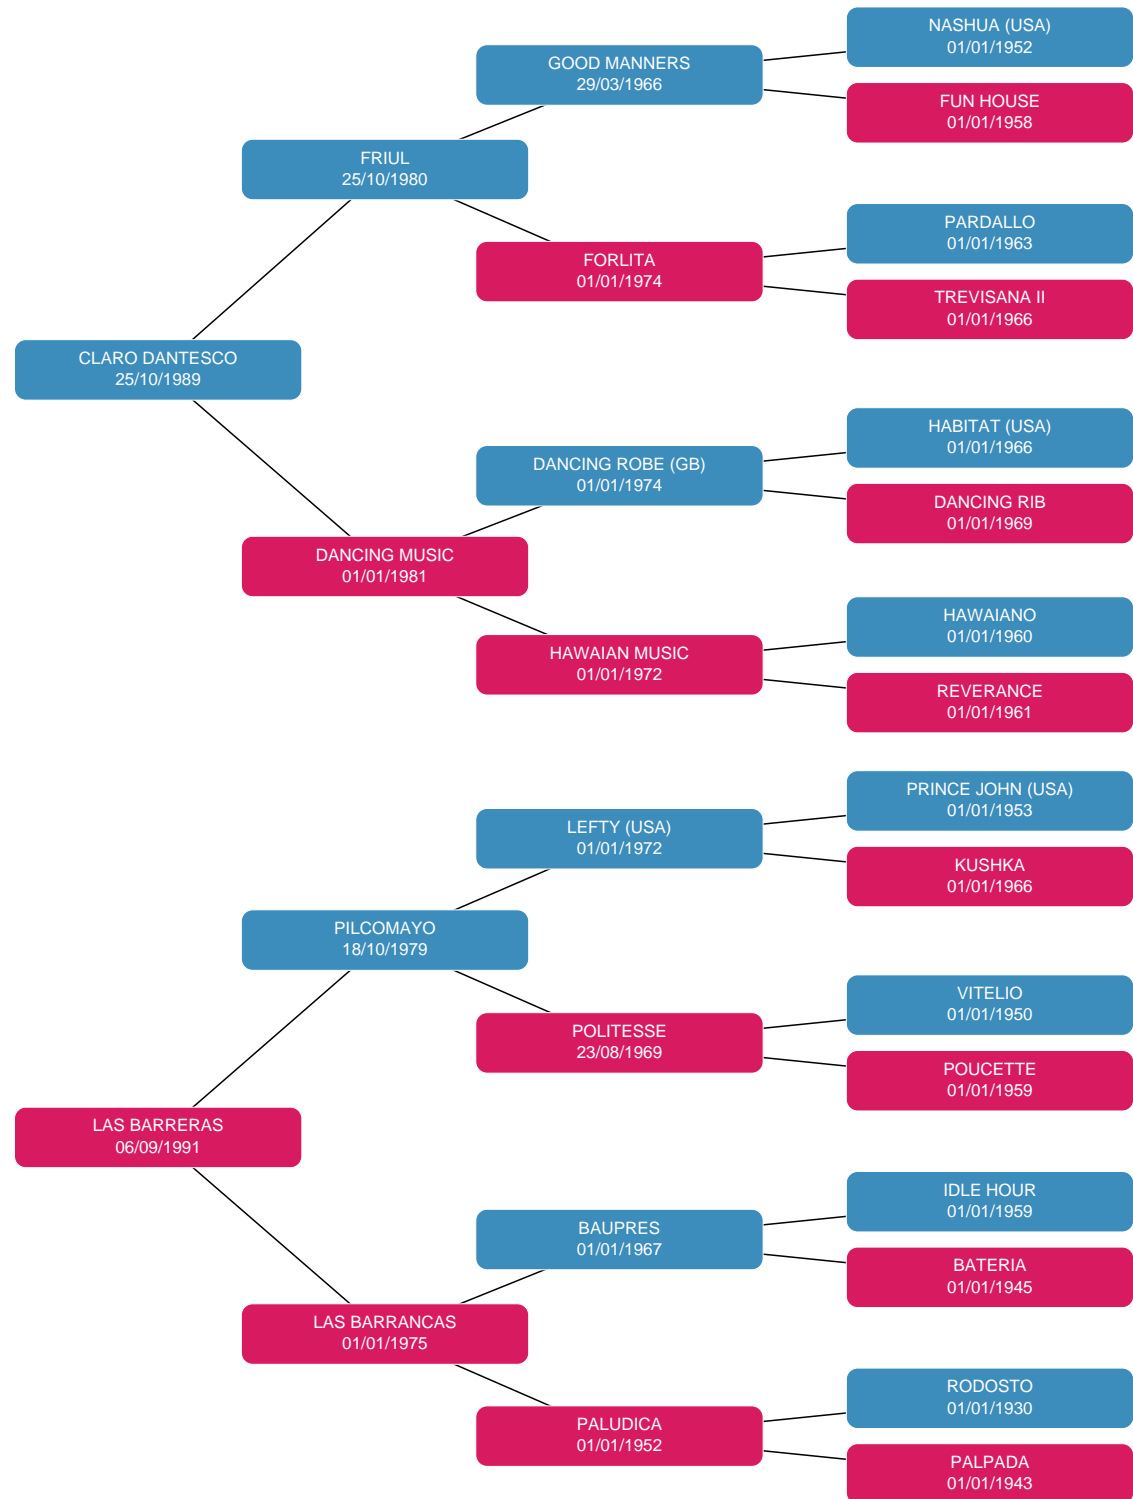 NASHUA (USA)
01/01/1952
GOOD MANNERS
29/03/1966
FUN HOUSE
01/01/1958
FRIUL
25/10/1980
PARDALLO
01/01/1963
FORLITA
01/01/1974
TREVISANA II
01/01/1966
CLARO DANTESCO
25/10/1989
HABITAT (USA)
01/01/1966
DANCING ROBE (GB)
01/01/1974
DANCING RIB
01/01/1969
DANCING MUSIC
01/01/1981
HAWAIANO
01/01/1960
HAWAIAN MUSIC
01/01/1972
REVERANCE
01/01/1961
PRINCE JOHN (USA)
01/01/1953
LEFTY (USA)
01/01/1972
KUSHKA
01/01/1966
PILCOMAYO
18/10/1979
VITELIO
01/01/1950
POLITESSE
23/08/1969
POUCETTE
01/01/1959
LAS BARRERAS
06/09/1991
IDLE HOUR
01/01/1959
BAUPRES
01/01/1967
BATERIA
01/01/1945
LAS BARRANCAS
01/01/1975
RODOSTO
01/01/1930
PALUDICA
01/01/1952
PALPADA
01/01/1943